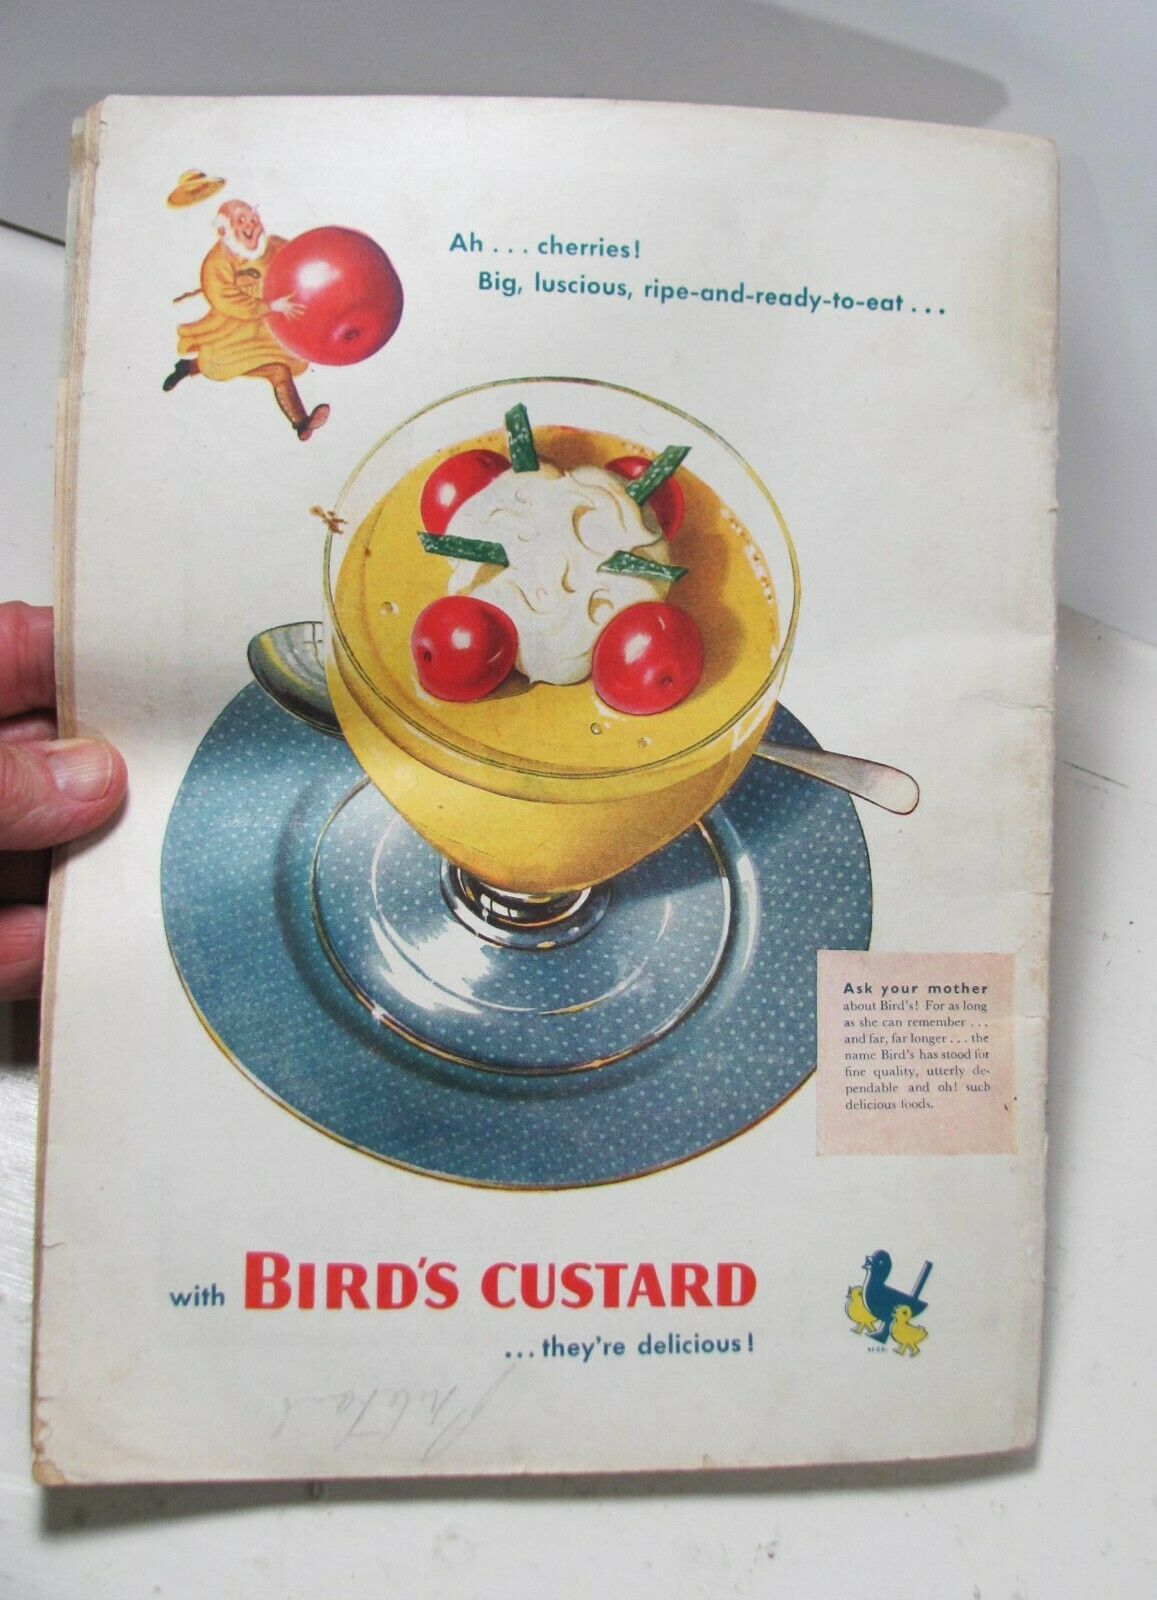 Ah . . . cherries!
Big, luscious, ripe-and-ready-to-eat . . .
Ask your mother
about Bird's! For as long
as she can remember . . .
and far, far longer . . . the
name Bird's has stood for
fine quality, utterly de-
pendable and oh! such
delicious foods.
with BIRD'S CUSTARD
. . . they're delicious!